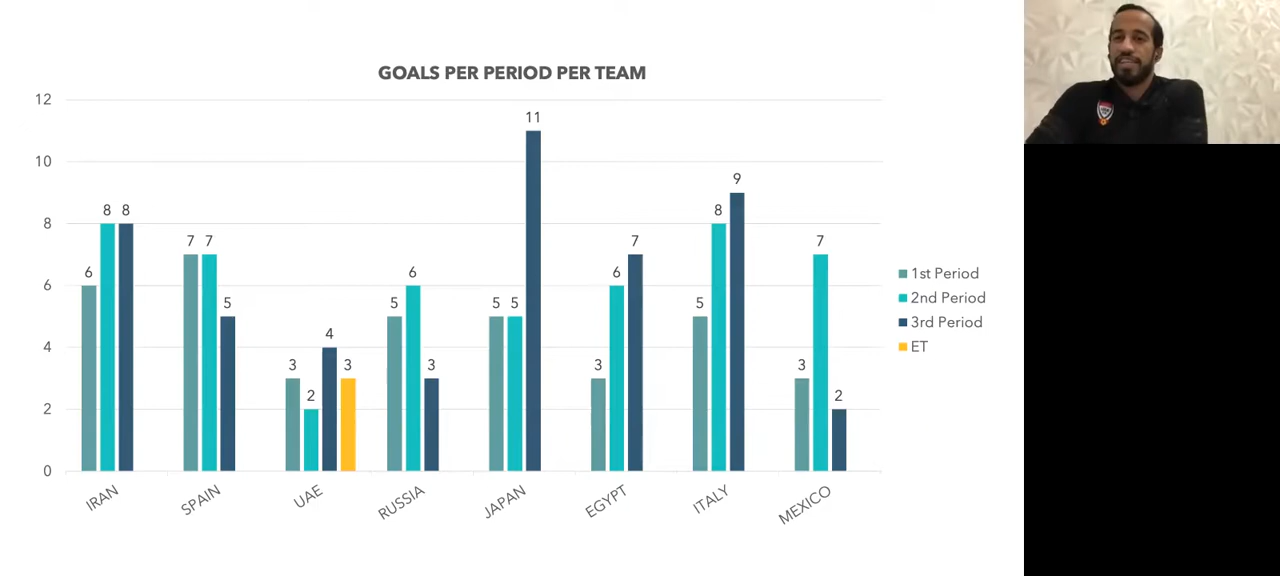 GOALS PER PERIOD PER TEAM
12
10
8
6
4
2
0
6 8 8
7 7 5
3 2 4 3
5 6 3
5 5 11
3 6 7
5 8 9
3 7 2
IRAN
SPAIN
UAE
RUSSIA
JAPAN
EGYPT
ITALY
MEXICO
1st Period
2nd Period
3rd Period
ET